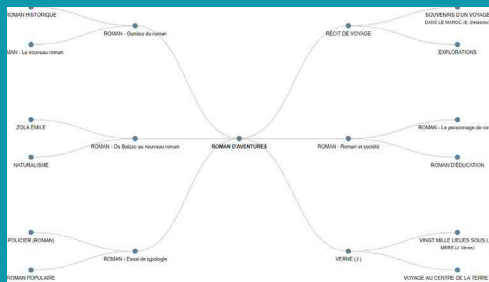 ROMAN HISTORIQUE
SOUVENIRS D'UN VOYAGE
DANS LE MAROC (E. Delacroix)
ROMAN - Genèse du roman
RÉCIT DE VOYAGE
MAN - Le nouveau roman
EXPLORATIONS
ZOLA ÉMILE
ROMAN - Le personnage de
ROMAN - De Balzac au nouveau roman
ROMAN D'AVENTURES
ROMAN - Roman et société
NATURALISME
ROMAN D'ÉDUCATION
POLICIER (ROMAN)
VINGT MILLE LIEUES SOUS L
MERS (J. Verne)
ROMAN - Essai de typologie
VERNE (J.)
ROMAN POPULAIRE
VOYAGE AU CENTRE DE LA TERRE